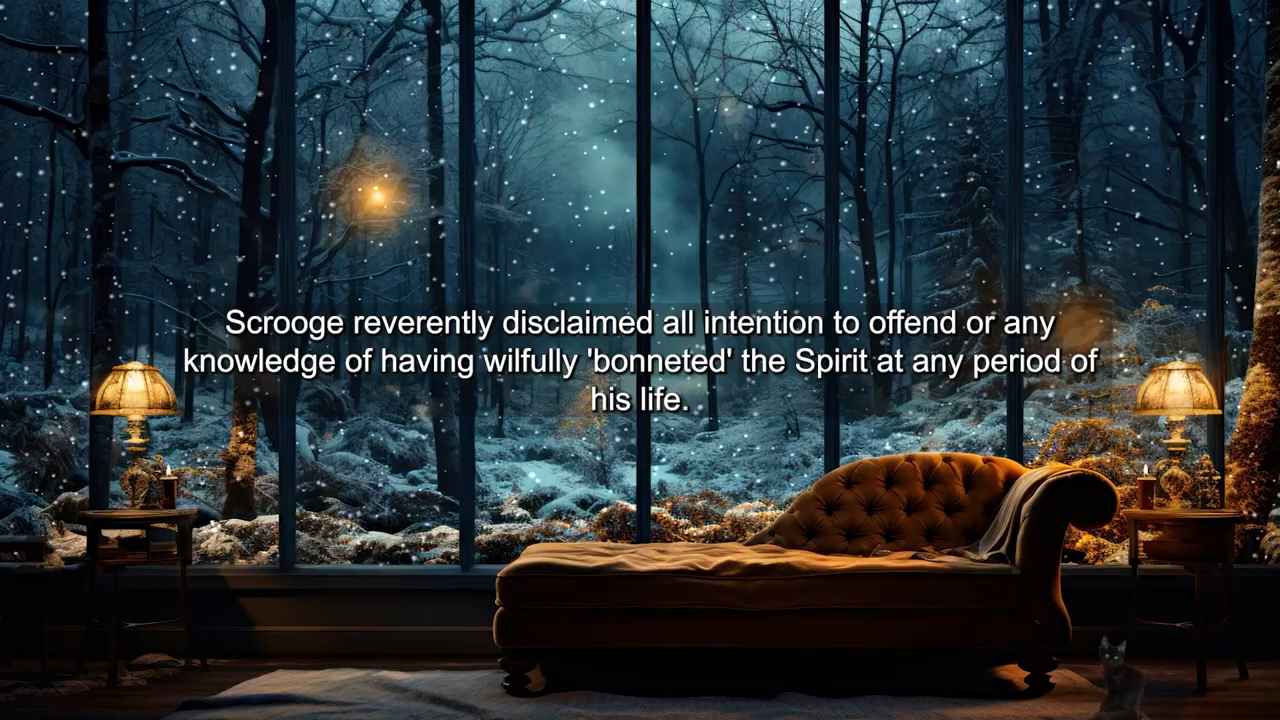 Scrooge reverently disclaimed all intention to offend or any
knowledge of having wilfully 'bonneted' the Spirit at any period of
his life.